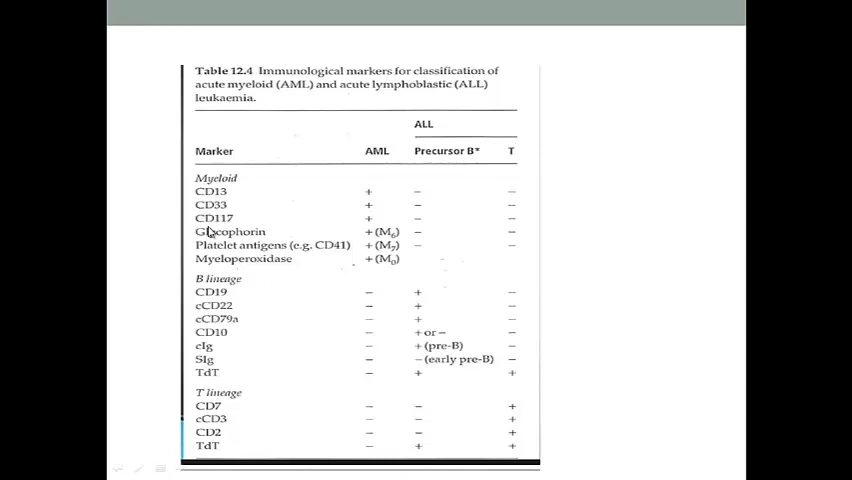 Table 12.4 Immunological markers for classification of
acute myeloid (AML) and acute lymphoblastic (ALL)
leukaemia.
ALL
Marker AML Precursor B* T
Myeloid
CD13 + − −
CD33 + − −
CD117 + − −
Glycophorin + (M6) − −
Platelet antigens (e.g. CD41) + (M7) − −
Myeloperoxidase + (M0)
B lineage
CD19 − + −
cCD22 − + −
cCD79a − + −
CD10 − + or − −
cIg − + (pre-B) −
SIg − − (early pre-B) −
TdT − + +
T lineage
CD7 − − +
cCD3 − − +
CD2 − − +
TdT − + +